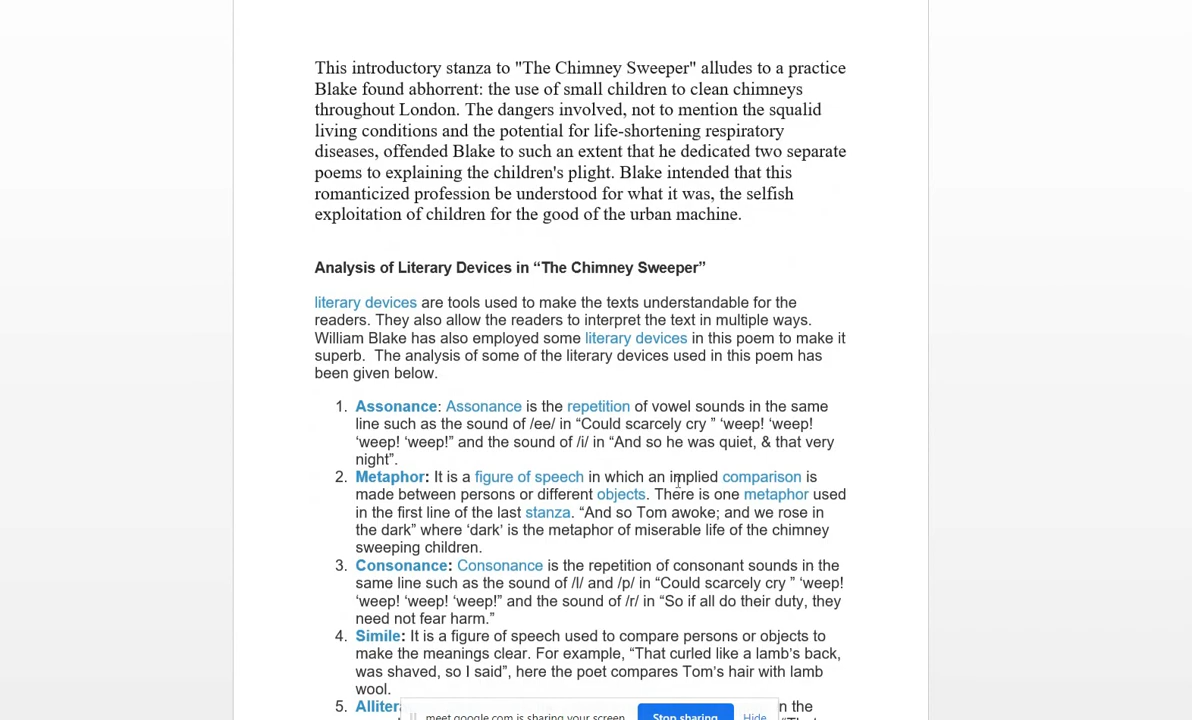 This introductory stanza to "The Chimney Sweeper" alludes to a practice
Blake found abhorrent: the use of small children to clean chimneys
throughout London. The dangers involved, not to mention the squalid
living conditions and the potential for life-shortening respiratory
diseases, offended Blake to such an extent that he dedicated two separate
poems to explaining the children's plight. Blake intended that this
romanticized profession be understood for what it was, the selfish
exploitation of children for the good of the urban machine.
Analysis of Literary Devices in “The Chimney Sweeper”
literary devices are tools used to make the texts understandable for the
readers. They also allow the readers to interpret the text in multiple ways.
William Blake has also employed some literary devices in this poem to make it
superb.  The analysis of some of the literary devices used in this poem has
been given below.
1. Assonance: Assonance is the repetition of vowel sounds in the same
line such as the sound of /ee/ in “Could scarcely cry ” ‘weep! ‘weep!
‘weep! ‘weep!” and the sound of /i/ in “And so he was quiet, & that very
night”.
2. Metaphor: It is a figure of speech in which an implied comparison is
made between persons or different objects. There is one metaphor used
in the first line of the last stanza. “And so Tom awoke; and we rose in
the dark” where ‘dark’ is the metaphor of miserable life of the chimney
sweeping children.
3. Consonance: Consonance is the repetition of consonant sounds in the
same line such as the sound of /l/ and /p/ in “Could scarcely cry ” ‘weep!
‘weep! ‘weep! ‘weep!” and the sound of /r/ in “So if all do their duty, they
need not fear harm.”
4. Simile: It is a figure of speech used to compare persons or objects to
make the meanings clear. For example, “That curled like a lamb’s back,
was shaved, so I said”, here the poet compares Tom’s hair with lamb
wool.
5. Alliter n the
meet.google.com is sharing your screen. Stop sharing Hide